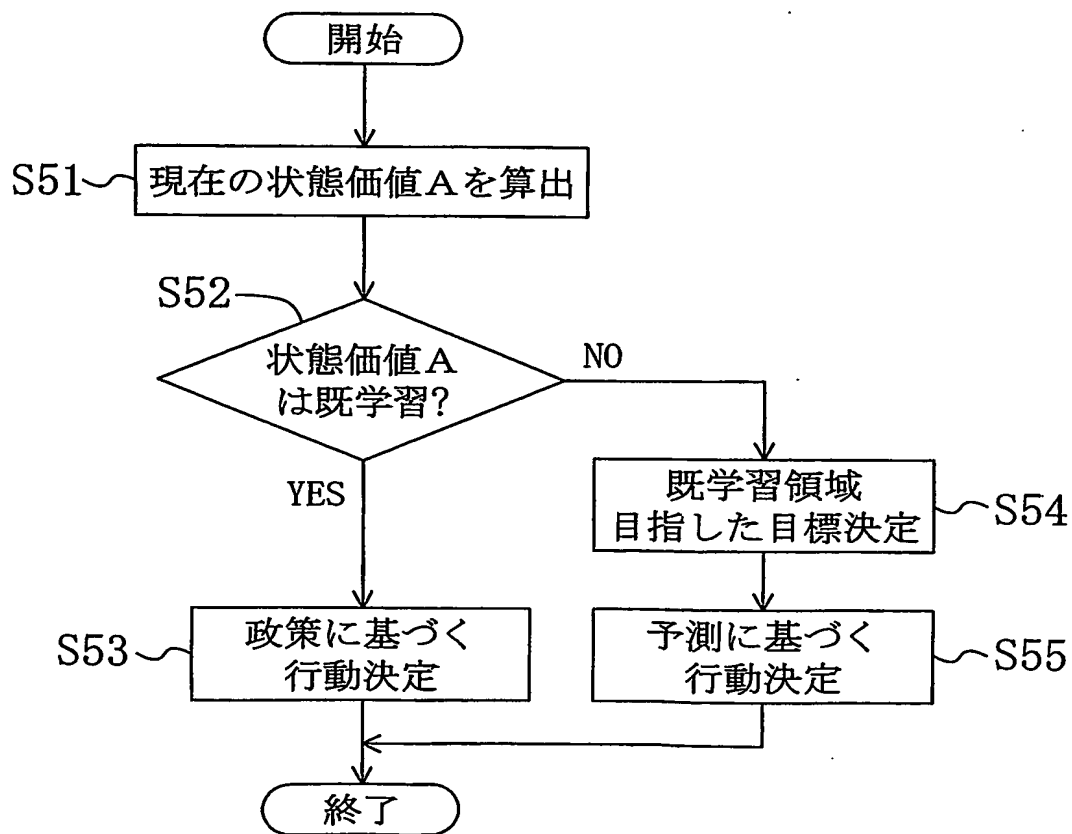 開始
S51
現在の状態価値Aを算出
S52
状態価値A
は既学習?
NO
YES
既学習領域
目指した目標決定
S54
S53
政策に基づく
行動決定
予測に基づく
行動決定
S55
終了